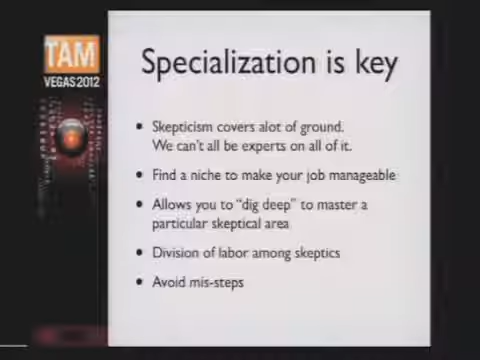 TAM
VEGAS 2012
Specialization is key
• Skepticism covers alot of ground.
We can't all be experts on all of it.
• Find a niche to make your job manageable
• Allows you to “dig deep” to master a
particular skeptical area
• Division of labor among skeptics
• Avoid mis-steps